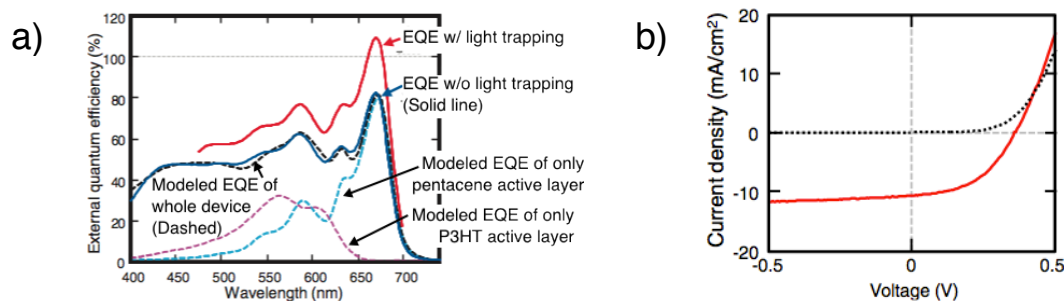 a)
External quantum efficiency (%)
120
100
80
60
40
20
0
400
450
500
550
600
650
700
Wavelength (nm)
EQE w/ light trapping
EQE w/o light trapping
(Solid line)
Modeled EQE of only
pentacene active layer
Modeled EQE of only
P3HT active layer
Modeled EQE of
whole device
(Dashed)
b)
Current density (mA/cm²)
20
10
0
-10
20
-0.5
0
0.5
Voltage (V)